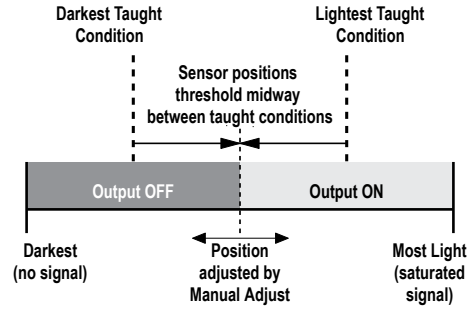 Darkest Taught
Condition
Lightest Taught
Condition
Sensor positions
threshold midway
between taught conditions
Output OFF
Output ON
Darkest
(no signal)
Position
adjusted by
Manual Adjust
Most Light
(saturated
signal)